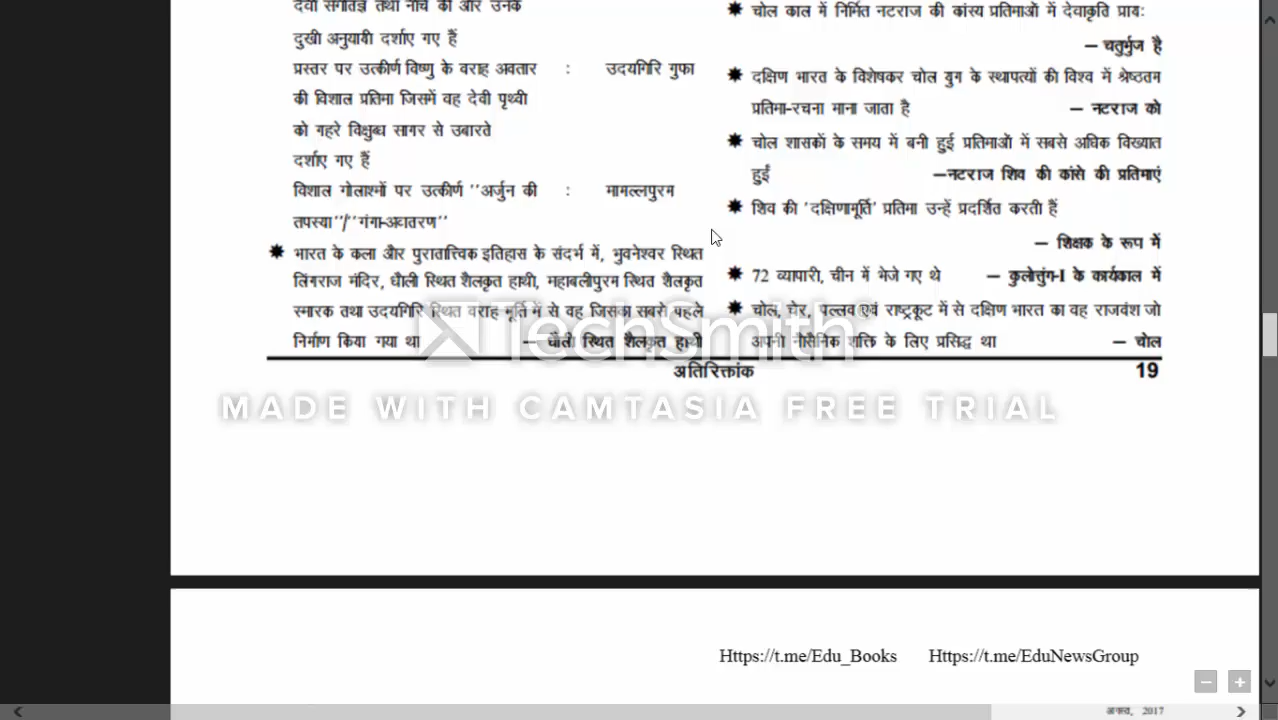 देवी संगीतज्ञ तथा नीचे की ओर उनके
दुखी अनुयायी दर्शाए गए हैं
प्रस्तर पर उत्कीर्ण विष्णु के वराह अवतार : उदयगिरि गुफा
की विशाल प्रतिमा जिसमें वह देवी पृथ्वी
को गहरे विक्षुब्ध सागर से उबारते
दर्शाए गए हैं
विशाल गोलाश्मों पर उत्कीर्ण "अर्जुन की : मामल्लपुरम
तपस्या"/"गंगा-अवतरण"
✷ भारत के कला और पुरातात्त्विक इतिहास के संदर्भ में, भुवनेश्वर स्थित
लिंगराज मंदिर, धौली स्थित शैलकृत हाथी, महाबलीपुरम स्थित शैलकृत
स्मारक तथा उदयगिरि स्थित वराह मूर्ति में से वह जिसका सबसे पहले
निर्माण किया गया था – धौली स्थित शैलकृत हाथी
✷ चोल काल में निर्मित नटराज की कांस्य प्रतिमाओं में देवाकृति प्रायः
– चतुर्भुज है
✷ दक्षिण भारत के विशेषकर चोल युग के स्थापत्यों की विश्व में श्रेष्ठतम
प्रतिमा-रचना माना जाता है – नटराज को
✷ चोल शासकों के समय में बनी हुई प्रतिमाओं में सबसे अधिक विख्यात
हुईं –नटराज शिव की कांसे की प्रतिमाएं
✷ शिव की 'दक्षिणामूर्ति' प्रतिमा उन्हें प्रदर्शित करती हैं
– शिक्षक के रूप में
✷ 72 व्यापारी, चीन में भेजे गए थे – कुलोत्तुंग-I के कार्यकाल में
✷ चोल, चेर, पल्लव एवं राष्ट्रकूट में से दक्षिण भारत का वह राजवंश जो
अपनी नौसैनिक शक्ति के लिए प्रसिद्ध था – चोल
TechSmith
अतिरिक्तांक 19
MADE WITH CAMTASIA FREE TRIAL
Https://t.me/Edu_Books Https://t.me/EduNewsGroup
अगस्त, 2017